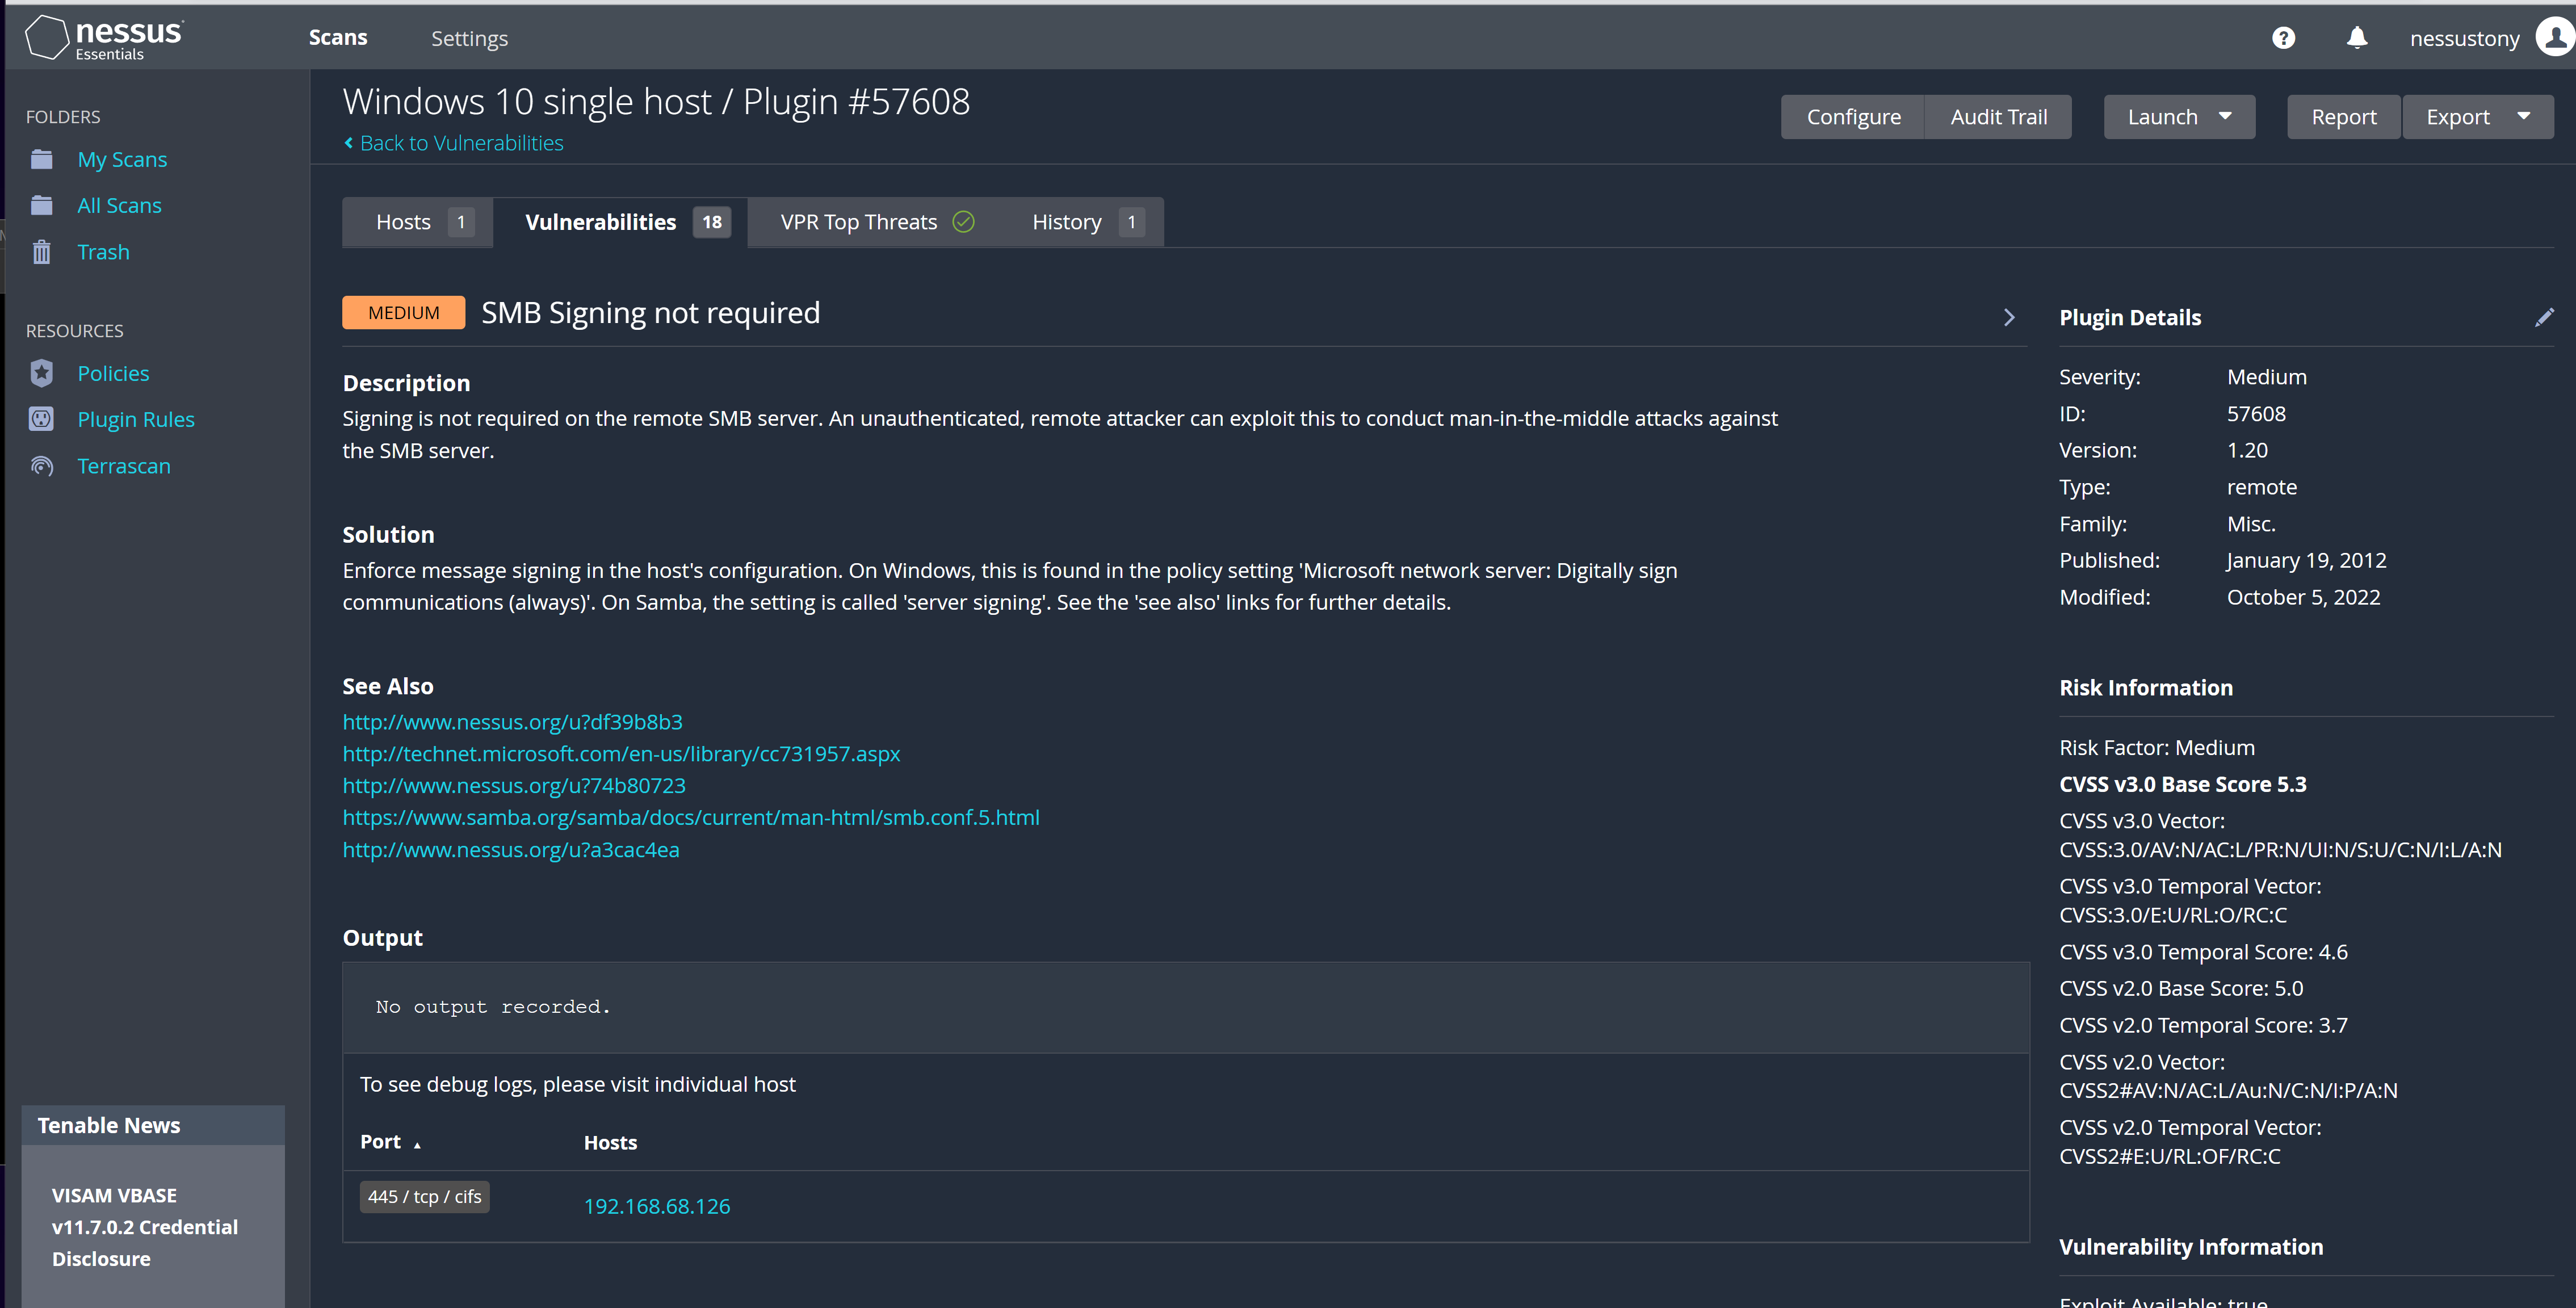 nessus
Essentials
Scans
Settings
nessustony
FOLDERS
My Scans
All Scans
Trash
RESOURCES
Policies
Plugin Rules
Terrascan
Tenable News
VISAM VBASE
v11.7.0.2 Credential
Disclosure
Windows 10 single host / Plugin #57608
Back to Vulnerabilities
Configure
Audit Trail
Launch
Report
Export
Hosts 1
Vulnerabilities 18
VPR Top Threats
History 1
MEDIUM SMB Signing not required
Description
Signing is not required on the remote SMB server. An unauthenticated, remote attacker can exploit this to conduct man-in-the-middle attacks against
the SMB server.
Solution
Enforce message signing in the host's configuration. On Windows, this is found in the policy setting 'Microsoft network server: Digitally sign
communications (always)'. On Samba, the setting is called 'server signing'. See the 'see also' links for further details.
See Also
http://www.nessus.org/u?df39b8b3
http://technet.microsoft.com/en-us/library/cc731957.aspx
http://www.nessus.org/u?74b80723
https://www.samba.org/samba/docs/current/man-html/smb.conf.5.html
http://www.nessus.org/u?a3cac4ea
Output
No output recorded.
To see debug logs, please visit individual host
Port Hosts
445 / tcp / cifs 192.168.68.126
Plugin Details
Severity: Medium
ID: 57608
Version: 1.20
Type: remote
Family: Misc.
Published: January 19, 2012
Modified: October 5, 2022
Risk Information
Risk Factor: Medium
CVSS v3.0 Base Score 5.3
CVSS v3.0 Vector:
CVSS:3.0/AV:N/AC:L/PR:N/UI:N/S:U/C:N/I:L/A:N
CVSS v3.0 Temporal Vector:
CVSS:3.0/E:U/RL:O/RC:C
CVSS v3.0 Temporal Score: 4.6
CVSS v2.0 Base Score: 5.0
CVSS v2.0 Temporal Score: 3.7
CVSS v2.0 Vector:
CVSS2#AV:N/AC:L/Au:N/C:N/I:P/A:N
CVSS v2.0 Temporal Vector:
CVSS2#E:U/RL:OF/RC:C
Vulnerability Information
Exploit Available: true